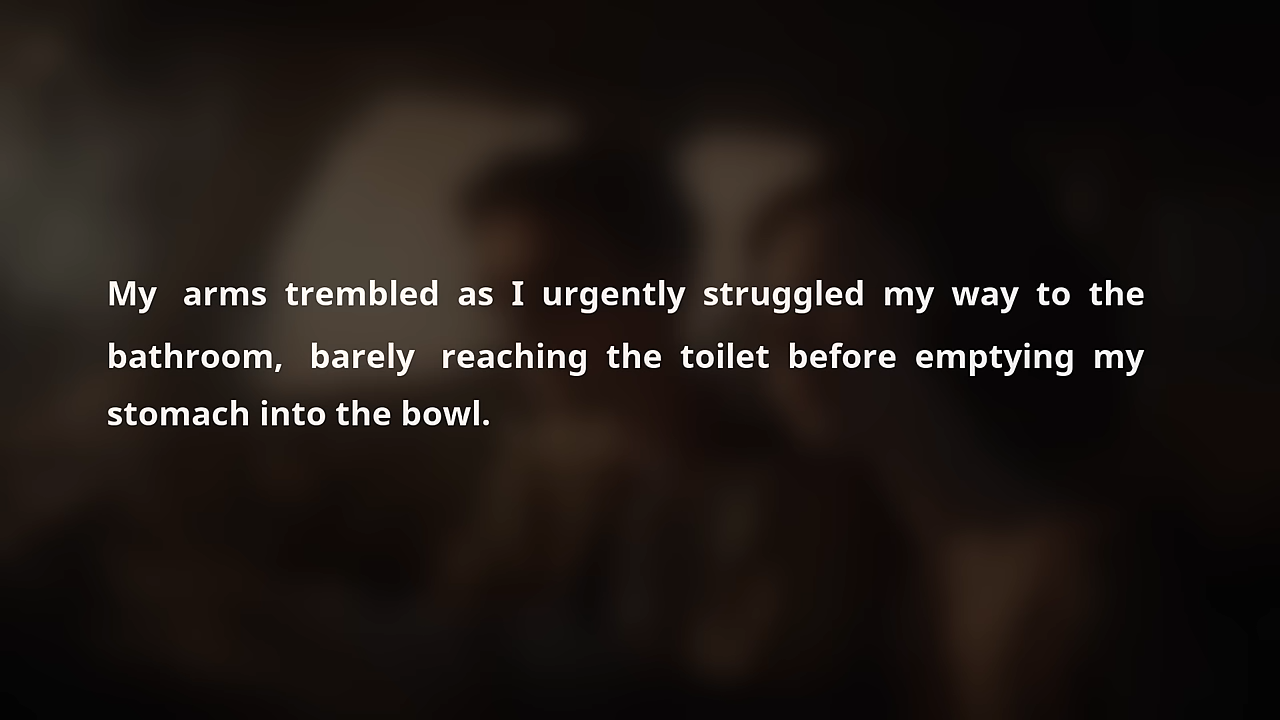 My arms trembled as I urgently struggled my way to the
bathroom, barely reaching the toilet before emptying my
stomach into the bowl.